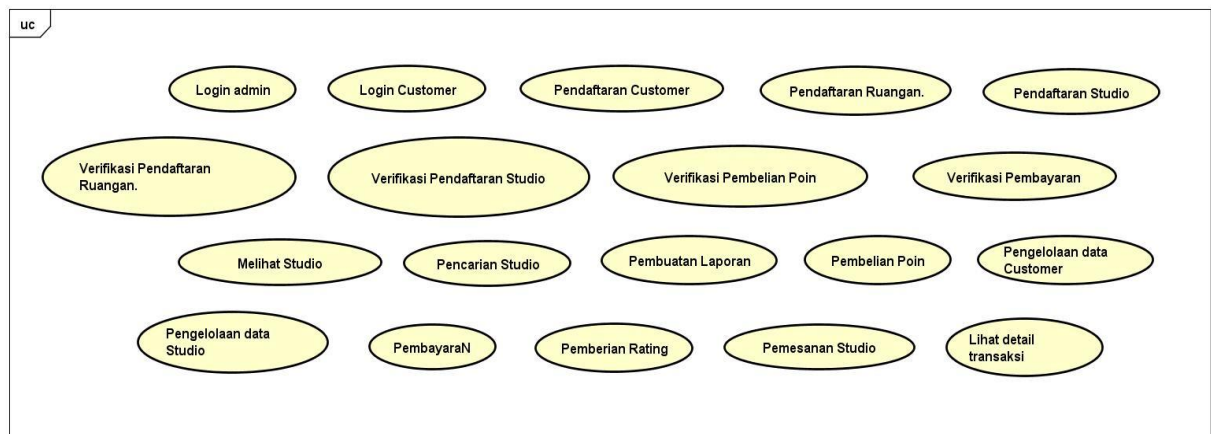 uc
Login admin
Login Customer
Pendaftaran Customer
Pendaftaran Ruangan.
Pendaftaran Studio
Verifikasi Pendaftaran
Ruangan.
Verifikasi Pendaftaran Studio
Verifikasi Pembelian Poin
Verifikasi Pembayaran
Melihat Studio
Pencarian Studio
Pembuatan Laporan
Pembelian Poin
Pengelolaan data
Customer
Pengelolaan data
Studio
PembayaraN
Pemberian Rating
Pemesanan Studio
Lihat detail
transaksi